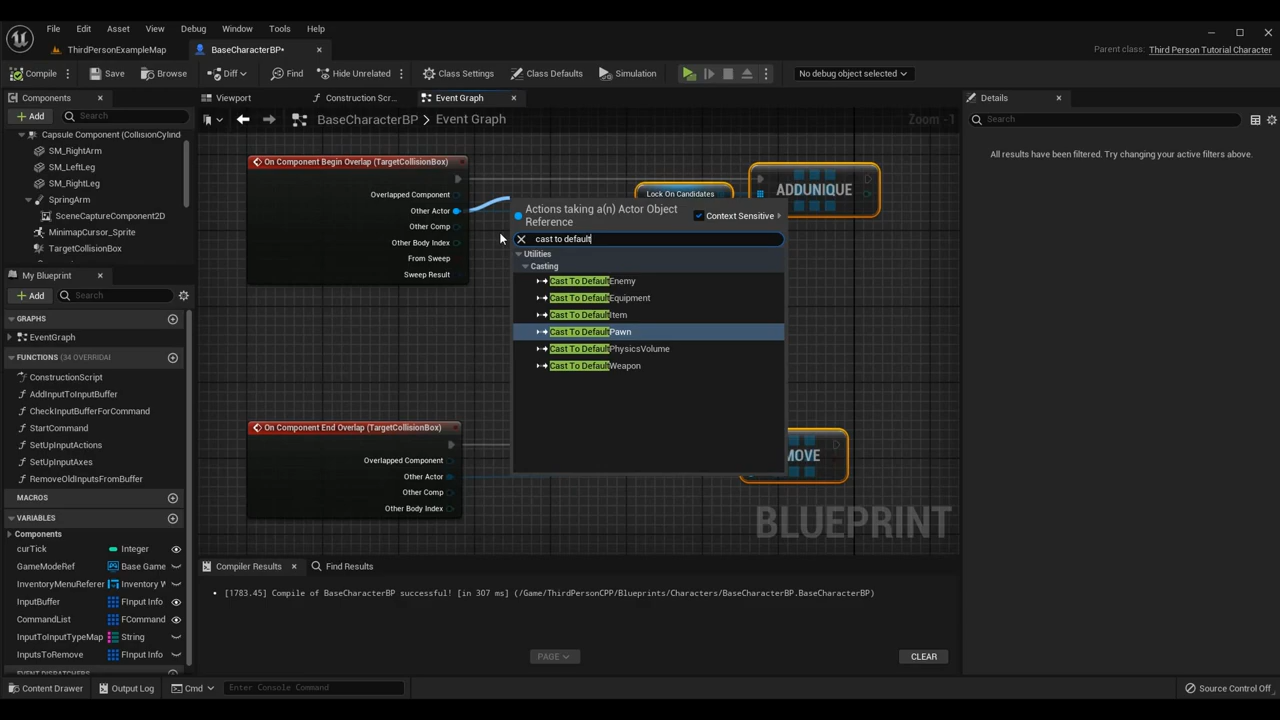 File Edit Asset View Debug Window Tools Help
ThirdPersonExampleMap
BaseCharacterBP*
Parent class: Third Person Tutorial Character
Compile Save Browse Diff Find Hide Unrelated Class Settings Class Defaults Simulation No debug object selected
Components
Viewport
Construction Scr...
Event Graph
Details
Add
Search
BaseCharacterBP > Event Graph
Zoom -1
Search
Capsule Component (CollisionCylind
SM_RightArm
SM_LeftLeg
SM_RightLeg
SpringArm
SceneCaptureComponent2D
MinimapCursor_Sprite
TargetCollisionBox
All results have been filtered. Try changing your active filters above.
On Component Begin Overlap (TargetCollisionBox)
Overlapped Component
Other Actor
Other Comp
Other Body Index
From Sweep
Sweep Result
Lock On Candidates
ADDUNIQUE
Actions taking a(n) Actor Object
Reference
Context Sensitive
cast to default
Utilities
Casting
Cast To DefaultEnemy
Cast To DefaultEquipment
Cast To DefaultItem
Cast To DefaultPawn
Cast To DefaultPhysicsVolume
Cast To DefaultWeapon
On Component End Overlap (TargetCollisionBox)
Overlapped Component
Other Actor
Other Comp
Other Body Index
MOVE
BLUEPRINT
My Blueprint
Add
Search
GRAPHS
EventGraph
FUNCTIONS (34 OVERRIDAI
ConstructionScript
AddInputToInputBuffer
CheckInputBufferForCommand
StartCommand
SetUpInputActions
SetUpInputAxes
RemoveOldInputsFromBuffer
MACROS
VARIABLES
Components
curTick Integer
GameModeRef Base Game
InventoryMenuReferer Inventory W
InputBuffer FInput Info
CommandList FCommand
InputToInputTypeMap String
InputsToRemove FInput Info
EVENT DISPATCHERS
Compiler Results
Find Results
[1783.45] Compile of BaseCharacterBP successful! [in 307 ms] (/Game/ThirdPersonCPP/Blueprints/Characters/BaseCharacterBP.BaseCharacterBP)
PAGE
CLEAR
Content Drawer Output Log Cmd Enter Console Command Source Control Off